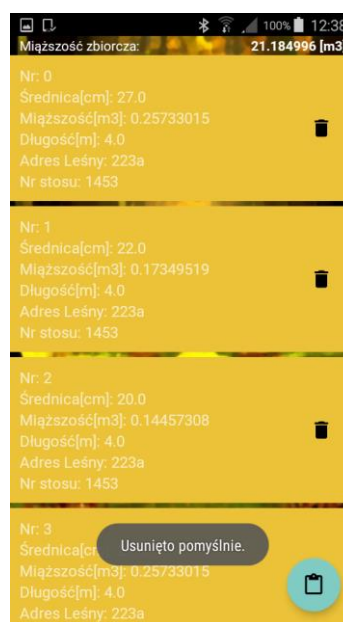 100% 12:38
Miąższość zbiorcza: 21.184996 [m3
Nr: 0
Średnica[cm]: 27.0
Miąższość[m3]: 0.25733015
Długość[m]: 4.0
Adres Leśny: 223a
Nr stosu: 1453
Nr: 1
Średnica[cm]: 22.0
Miąższość[m3]: 0.17349519
Długość[m]: 4.0
Adres Leśny: 223a
Nr stosu: 1453
Nr: 2
Średnica[cm]: 20.0
Miąższość[m3]: 0.14457308
Długość[m]: 4.0
Adres Leśny: 223a
Nr stosu: 1453
Nr: 3
Średnica[c
Usunięto pomyślnie.
Miąższość[m3]: 0.25733015
Długość[m]: 4.0
Adres Leśny: 223a